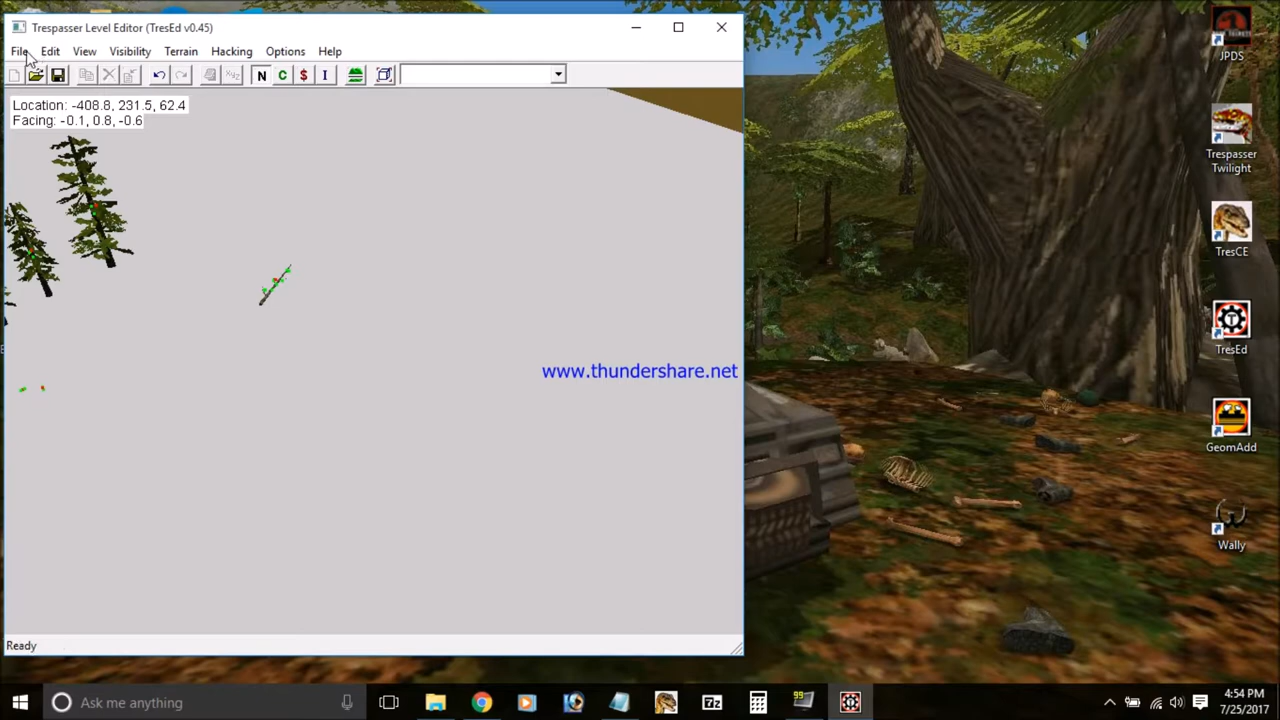 Trespasser Level Editor (TresEd v0.45)
File Edit View Visibility Terrain Hacking Options Help
N C $ I
Location: -408.8, 231.5, 62.4
Facing: -0.1, 0.8, -0.6
www.thundershare.net
Ready
JPDS
Trespasser
Twilight
TresCE
TresEd
GeomAdd
Wally
Ask me anything
7z
99
4:54 PM
7/25/2017